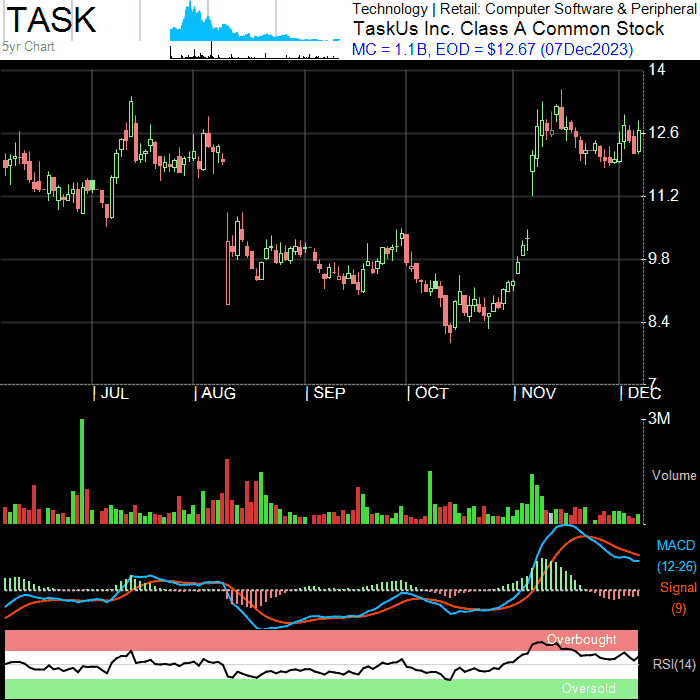 TASK
5yr Chart
Technology | Retail: Computer Software & Peripheral
TaskUs Inc. Class A Common Stock
MC = 1.1B, EOD = $12.67 (07Dec2023)
14
12.6
11.2
9.8
8.4
7
JUL AUG SEP OCT NOV DEC
3M
Volume
MACD
(12-26)
Signal
(9)
Overbought
RSI(14)
Oversold